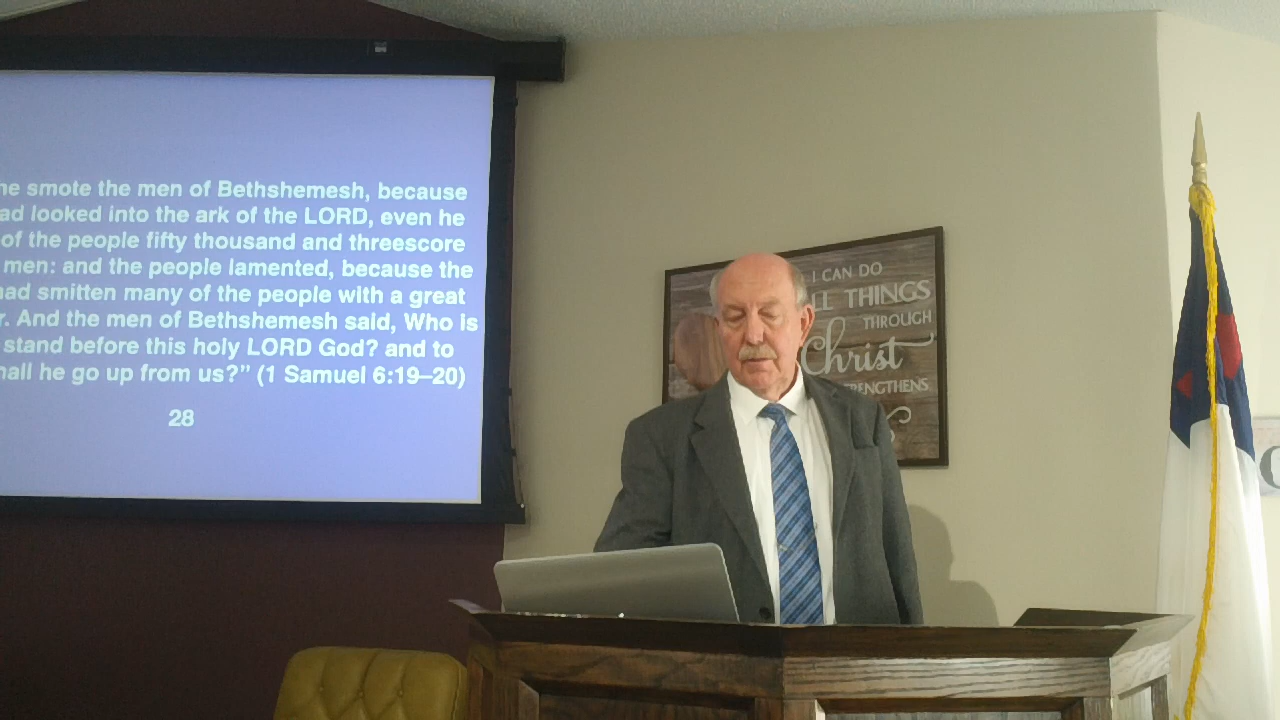 he smote the men of Bethshemesh, because
ad looked into the ark of the LORD, even he
of the people fifty thousand and threescore
men: and the people lamented, because the
had smitten many of the people with a great
r. And the men of Bethshemesh said, Who is
stand before this holy LORD God? and to
hall he go up from us?” (1 Samuel 6:19–20)
28
I CAN DO
LL THINGS
THROUGH
Christ
TRENGTHENS